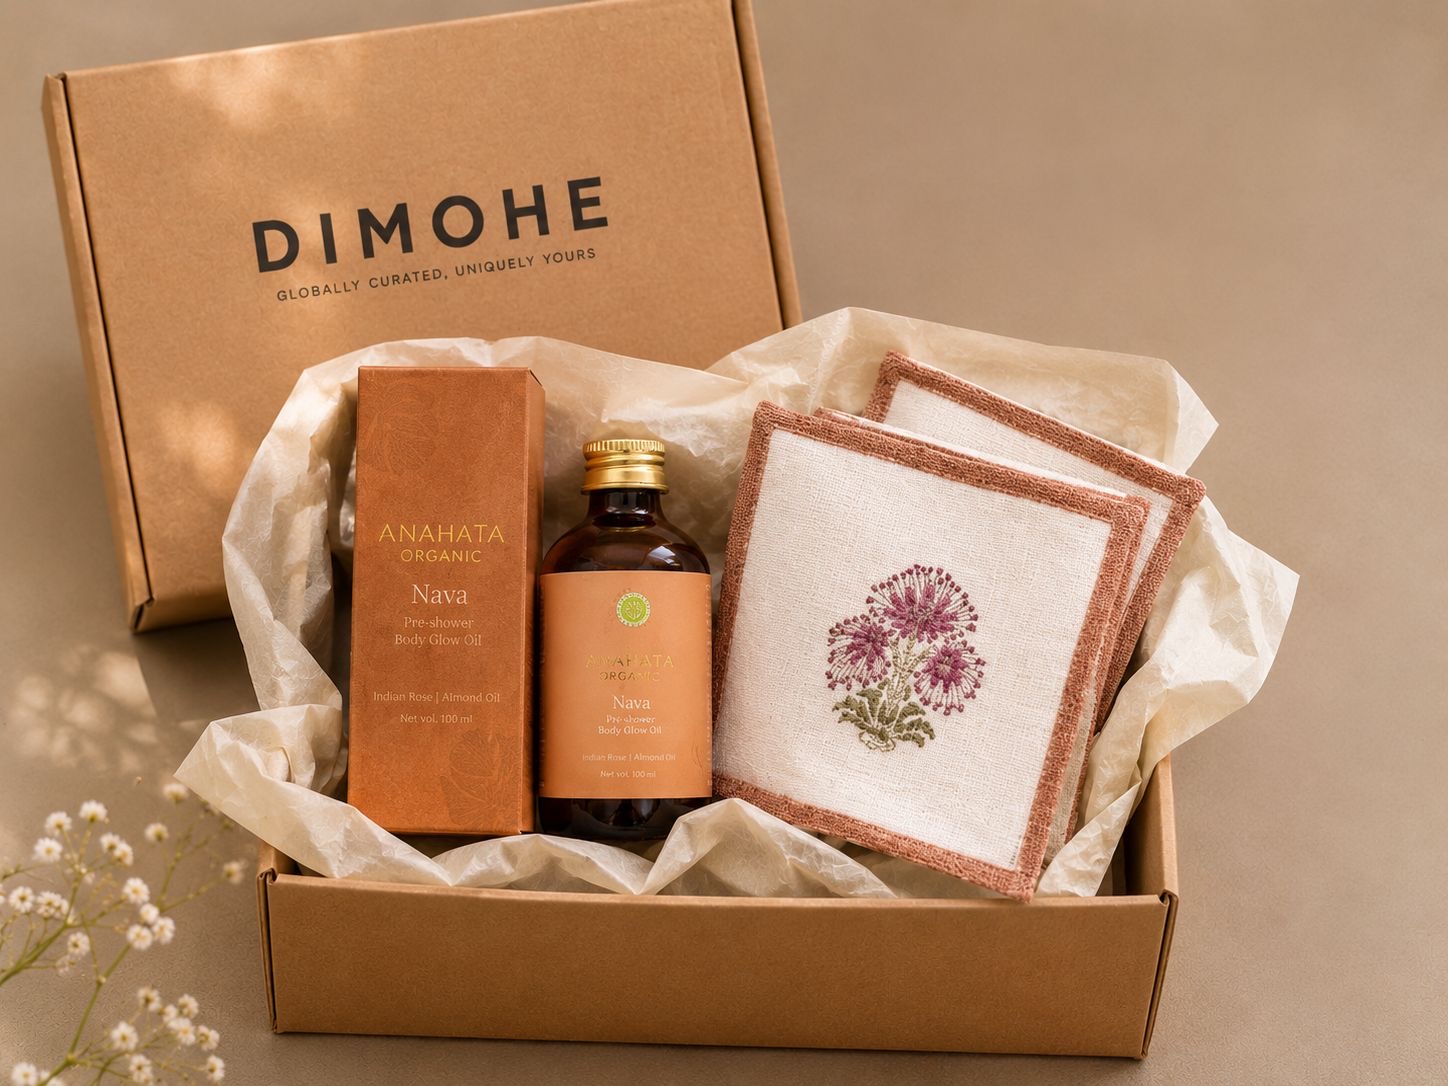 DIMOHE
GLOBALLY CURATED, UNIQUELY YOURS
ANAHATA
ORGANIC
Nava
Pre-shower
Body Glow Oil
Indian Rose | Almond Oil
Net vol. 100 ml
ANAHATA
ORGANIC
Nava
Pre-shower
Body Glow Oil
Indian Rose | Almond Oil
Net vol. 100 ml